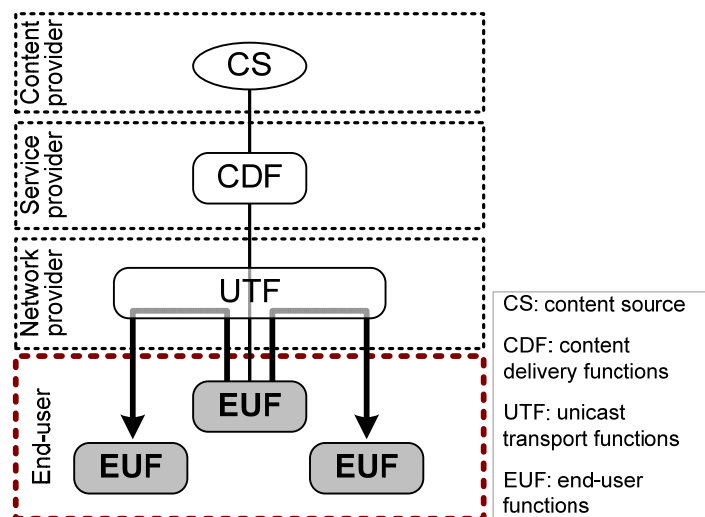 Content
provider
CS
Service
provider
CDF
Network
provider
UTF
End-user
EUF
EUF
EUF
CS: content source
CDF: content
delivery functions
UTF: unicast
transport functions
EUF: end-user
functions